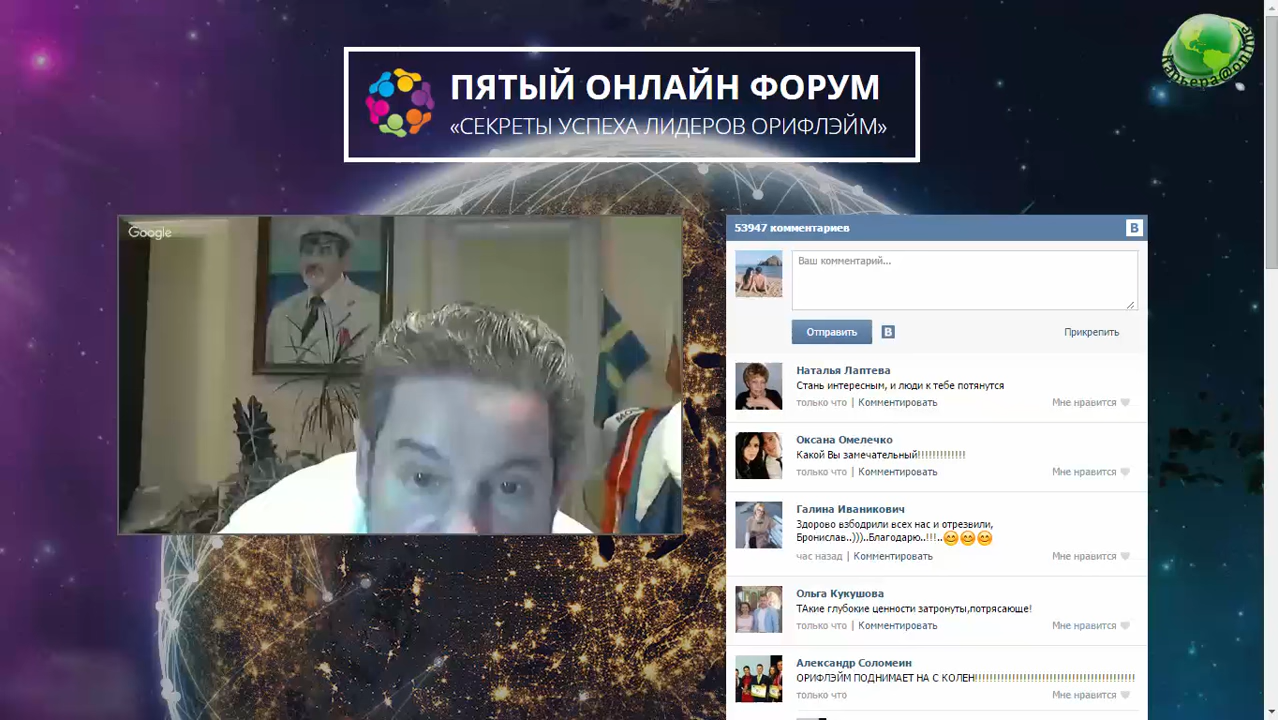 карьера@online
ПЯТЫЙ ОНЛАЙН ФОРУМ
«СЕКРЕТЫ УСПЕХА ЛИДЕРОВ ОРИФЛЭЙМ»
Google
53947 комментариев
В
Ваш комментарий...
Отправить
В
Прикрепить
Наталья Лаптева
Стань интересным, и люди к тебе потянутся
только что | Комментировать
Мне нравится
Оксана Омелечко
Какой Вы замечательный!!!!!!!!!!!!!
только что | Комментировать
Мне нравится
Галина Иваникович
Здорово взбодрили всех нас и отрезвили,
Бронислав..)))..Благодарю..!!!..😊😊😊
час назад | Комментировать
Мне нравится
Ольга Кукушова
ТАкие глубокие ценности затронуты,потрясающе!
только что | Комментировать
Мне нравится
Александр Соломеин
ОРИФЛЭЙМ ПОДНИМАЕТ НА С КОЛЕН!!!!!!!!!!!!!!!!!!!!!!!!!!!!!!!!!!!!!!!!!!
только что
Мне нравится